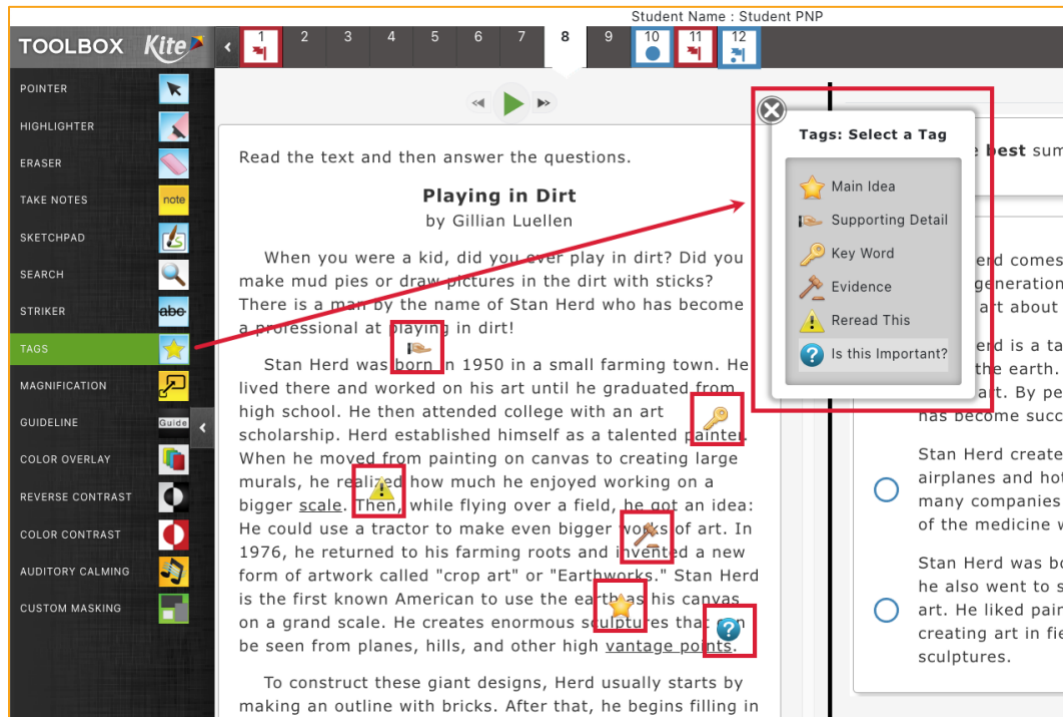 Student Name : Student PNP
TOOLBOX Kite
1 2 3 4 5 6 7 8 9 10 11 12
POINTER
HIGHLIGHTER
ERASER
TAKE NOTES note
SKETCHPAD
SEARCH
STRIKER abc
TAGS
MAGNIFICATION
GUIDELINE Guide
COLOR OVERLAY
REVERSE CONTRAST
COLOR CONTRAST
AUDITORY CALMING
CUSTOM MASKING
Read the text and then answer the questions.
Playing in Dirt
by Gillian Luellen
When you were a kid, did you ever play in dirt? Did you
make mud pies or draw pictures in the dirt with sticks?
There is a man by the name of Stan Herd who has become
a professional at playing in dirt!
Stan Herd was born in 1950 in a small farming town. He
lived there and worked on his art until he graduated from
high school. He then attended college with an art
scholarship. Herd established himself as a talented painter.
When he moved from painting on canvas to creating large
murals, he realized how much he enjoyed working on a
bigger scale. Then, while flying over a field, he got an idea:
He could use a tractor to make even bigger works of art. In
1976, he returned to his farming roots and invented a new
form of artwork called "crop art" or "Earthworks." Stan Herd
is the first known American to use the earth as his canvas
on a grand scale. He creates enormous sculptures that can
be seen from planes, hills, and other high vantage points.
To construct these giant designs, Herd usually starts by
making an outline with bricks. After that, he begins filling in
Tags: Select a Tag
Main Idea
Supporting Detail
Key Word
Evidence
Reread This
Is this Important?
best sum
erd comes
generation
art about
erd is a ta
the earth.
art. By pe
has become succ
Stan Herd create
airplanes and hot
many companies
of the medicine w
Stan Herd was bo
he also went to s
art. He liked pain
creating art in fie
sculptures.